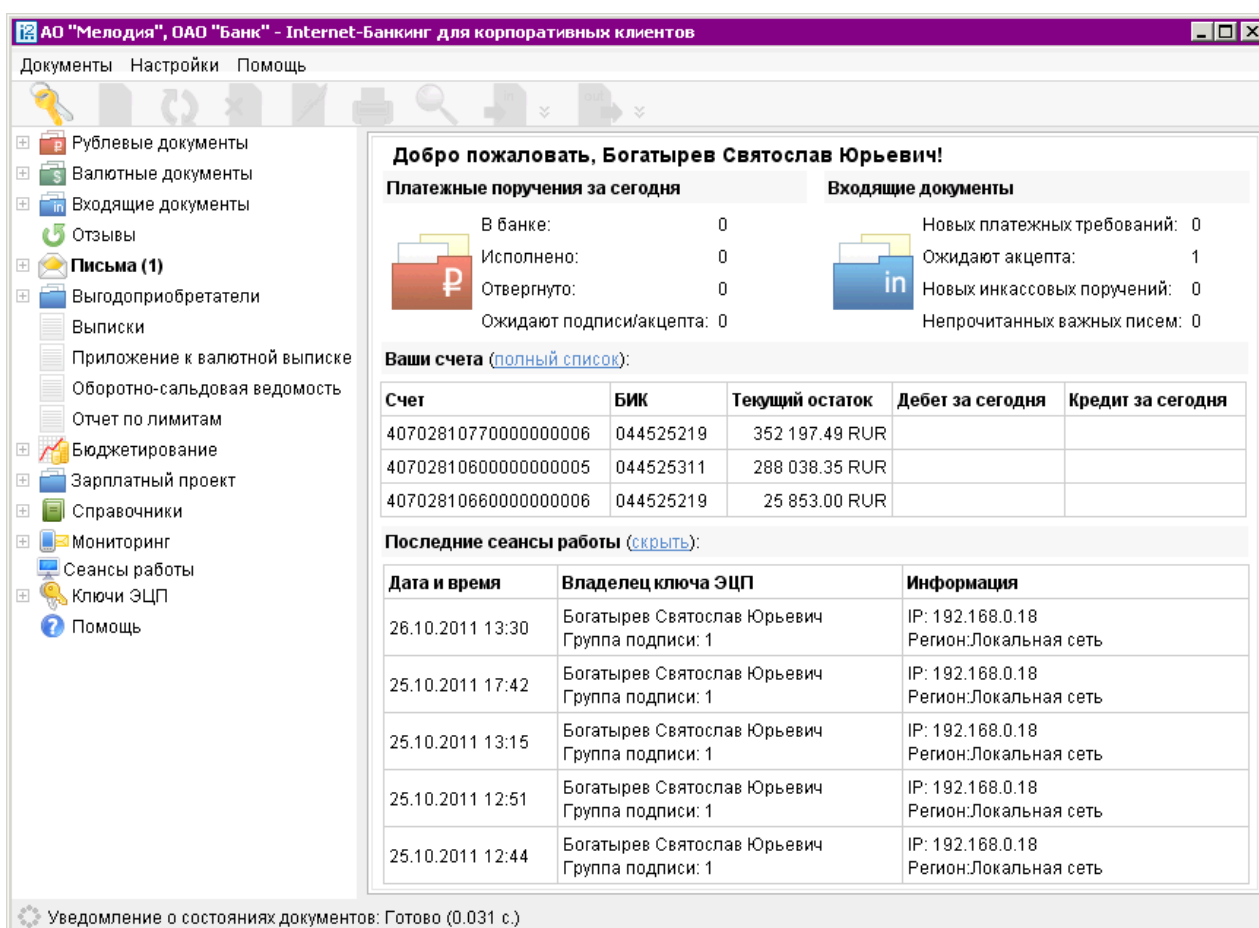 АО "Мелодия", ОАО "Банк" - Internet-Банкинг для корпоративных клиентов
Документы Настройки Помощь
in out
Рублевые документы
Валютные документы
Входящие документы
Отзывы
Письма (1)
Выгодоприобретатели
Выписки
Приложение к валютной выписке
Оборотно-сальдовая ведомость
Отчет по лимитам
Бюджетирование
Зарплатный проект
Справочники
Мониторинг
Сеансы работы
Ключи ЭЦП
Помощь
Добро пожаловать, Богатырев Святослав Юрьевич!
Платежные поручения за сегодня
В банке: 0
Исполнено: 0
Отвергнуто: 0
Ожидают подписи/акцепта: 0
Входящие документы
in
Новых платежных требований: 0
Ожидают акцепта: 1
Новых инкассовых поручений: 0
Непрочитанных важных писем: 0
Ваши счета (полный список):
Счет БИК Текущий остаток Дебет за сегодня Кредит за сегодня
40702810770000000006 044525219 352 197.49 RUR
40702810600000000005 044525311 288 038.35 RUR
40702810660000000006 044525219 25 853.00 RUR
Последние сеансы работы (скрыть):
Дата и время Владелец ключа ЭЦП Информация
26.10.2011 13:30 Богатырев Святослав Юрьевич IP: 192.168.0.18
Группа подписи: 1 Регион:Локальная сеть
25.10.2011 17:42 Богатырев Святослав Юрьевич IP: 192.168.0.18
Группа подписи: 1 Регион:Локальная сеть
25.10.2011 13:15 Богатырев Святослав Юрьевич IP: 192.168.0.18
Группа подписи: 1 Регион:Локальная сеть
25.10.2011 12:51 Богатырев Святослав Юрьевич IP: 192.168.0.18
Группа подписи: 1 Регион:Локальная сеть
25.10.2011 12:44 Богатырев Святослав Юрьевич IP: 192.168.0.18
Группа подписи: 1 Регион:Локальная сеть
Уведомление о состояниях документов: Готово (0.031 с.)